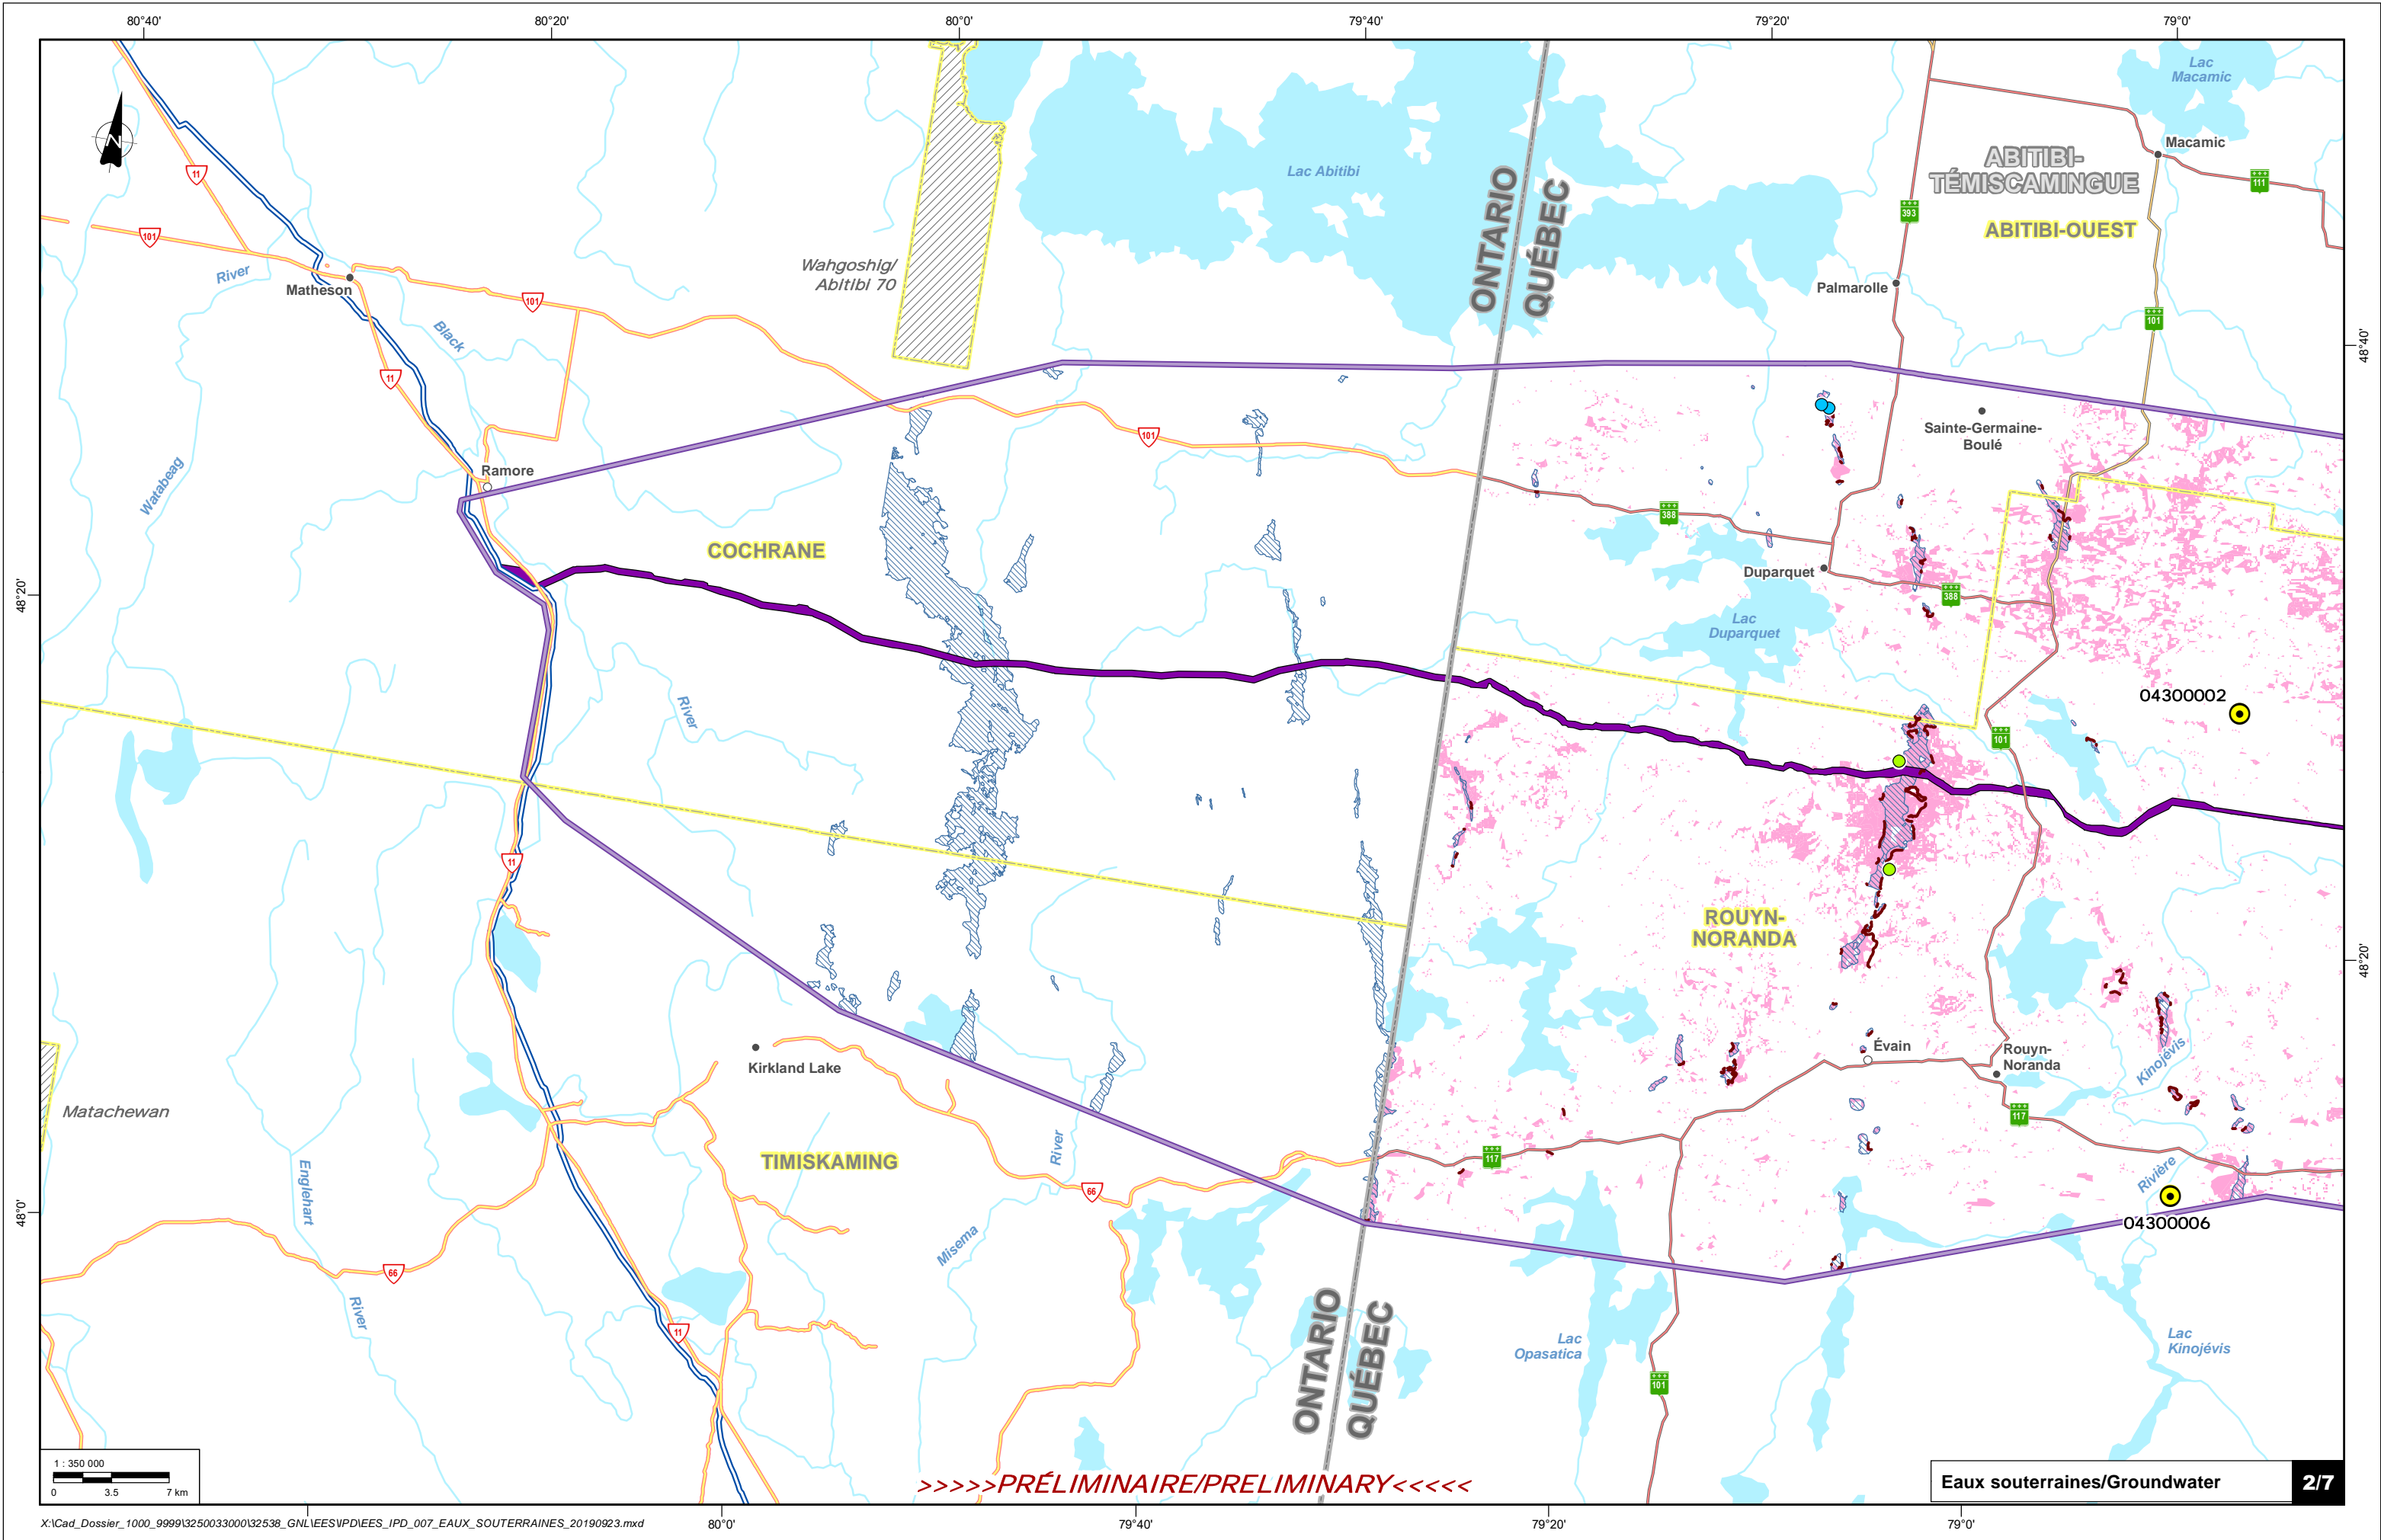 80°40'
80°20'
80°0'
79°40'
79°20'
79°0'
Lac
Macamic
Macamic
N
11
ABITIBI-
TÉMISCAMINGUE
Lac Abitibi
111
393
ONTARIO
QUÉBEC
101
ABITIBI-OUEST
Wahgoshig/
Abitibi 70
River
Matheson
101
Palmarolle
101
Black
48°40'
11
Sainte-Germaine-
Boulé
101
Ramore
Watabeag
388
COCHRANE
Duparquet
48°20'
388
Lac
Duparquet
04300002
River
101
11
ROUYN-
NORANDA
48°20'
Évain
Rouyn-
Noranda
Kinojévis
Kirkland Lake
Matachewan
117
River
117
TIMISKAMING
Englehart
66
Rivière
48°0'
04300006
Misema
66
River
11
ONTARIO
QUÉBEC
Lac
Opasatica
Lac
Kinojévis
101
1 : 350 000
0 3.5 7 km
>>>>>PRÉLIMINAIRE/PRELIMINARY<<<<<
Eaux souterraines/Groundwater 2/7
X:\Cad_Dossier_1000_9999\3250033000\32538_GNL\EES\IPD\EES_IPD_007_EAUX_SOUTERRAINES_20190923.mxd
80°0'
79°40'
79°20'
79°0'